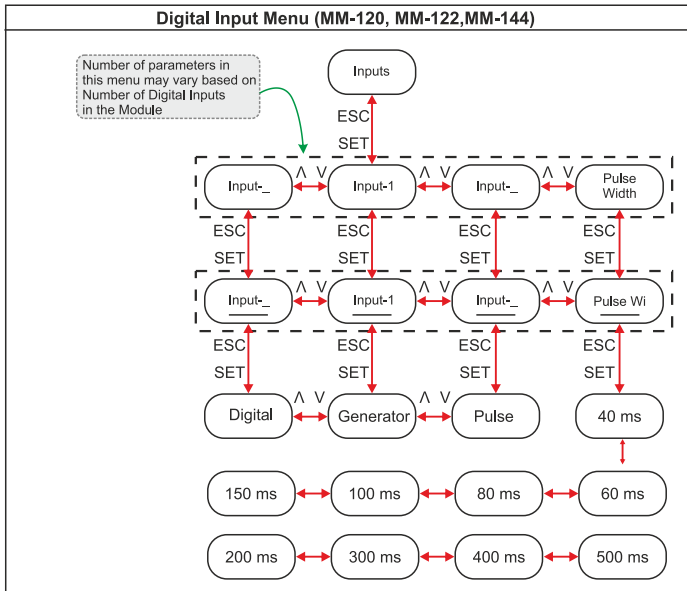 Digital Input Menu (MM-120, MM-122,MM-144)
Number of parameters in
this menu may vary based on
Number of Digital Inputs
in the Module
Inputs
ESC
SET
Input-_
Λ V
Input-1
Λ V
Input-_
Λ V
Pulse
Width
ESC ESC ESC ESC
SET SET SET SET
Input-_
Λ V
Input-1
Λ V
Input-_
Λ V
Pulse Wi
ESC ESC ESC ESC
SET SET SET SET
Digital
Λ V
Generator
Λ V
Pulse
40 ms
150 ms 100 ms 80 ms 60 ms
200 ms 300 ms 400 ms 500 ms